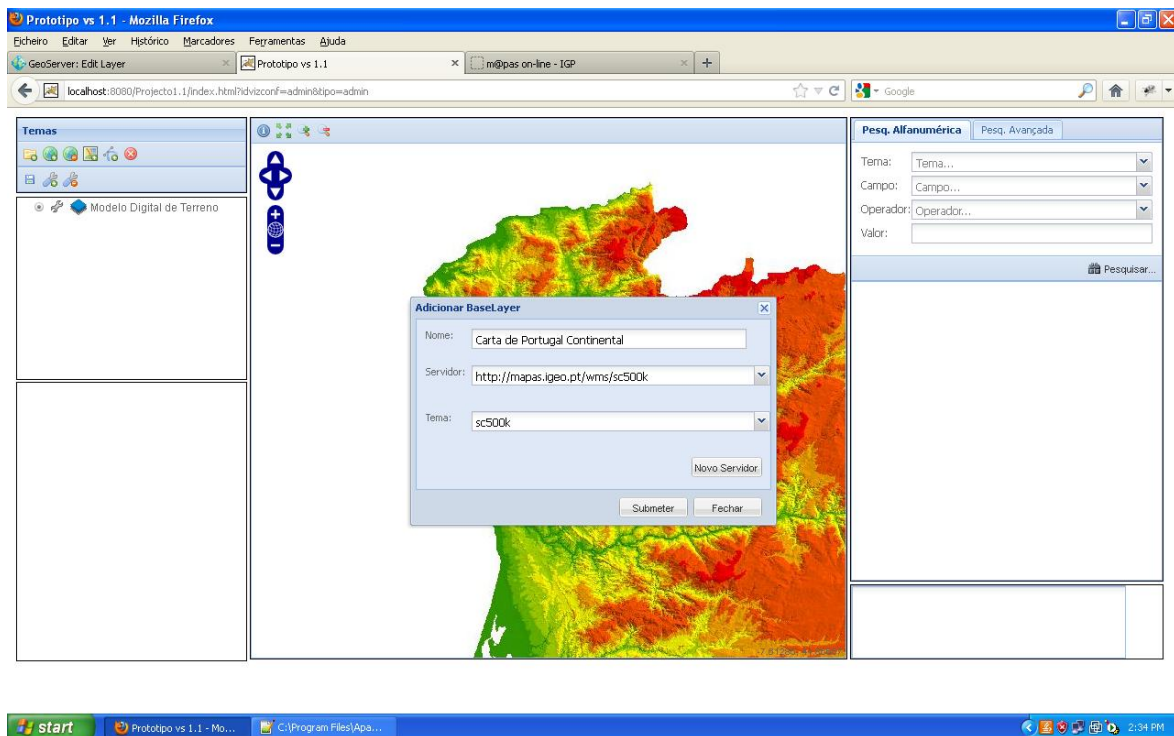 Prototipo vs 1.1 - Mozilla Firefox
Ficheiro Editar Ver Histórico Marcadores Ferramentas Ajuda
GeoServer: Edit Layer × Prototipo vs 1.1 × m@pas on-line - IGP × +
localhost:8080/Projecto1.1/index.html?idvizconf=admin&tipo=admin
Google
Temas
Modelo Digital de Terreno
Pesq. Alfanumérica Pesq. Avançada
Tema: Tema...
Campo: Campo...
Operador: Operador...
Valor:
Pesquisar...
Adicionar BaseLayer
Nome: Carta de Portugal Continental
Servidor: http://mapas.igeo.pt/wms/sc500k
Tema: sc500k
Novo Servidor
Submeter Fechar
start Prototipo vs 1.1 - Mo... C:\Program Files\Apa... 2:34 PM